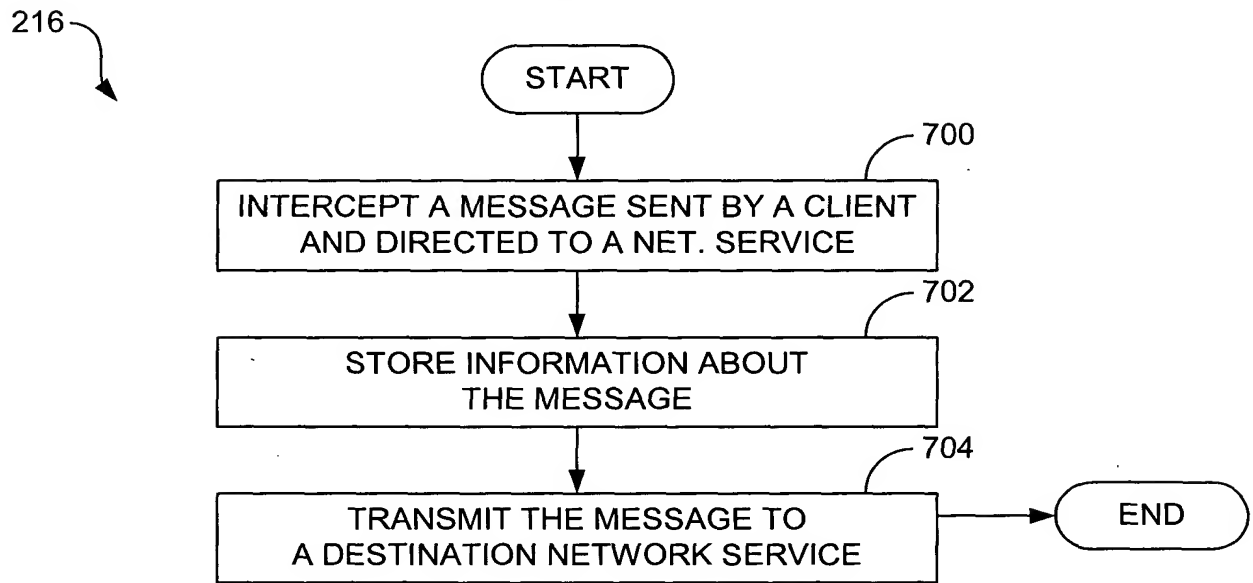 216
START
700
INTERCEPT A MESSAGE SENT BY A CLIENT
AND DIRECTED TO A NET. SERVICE
702
STORE INFORMATION ABOUT
THE MESSAGE
704
TRANSMIT THE MESSAGE TO
A DESTINATION NETWORK SERVICE
END